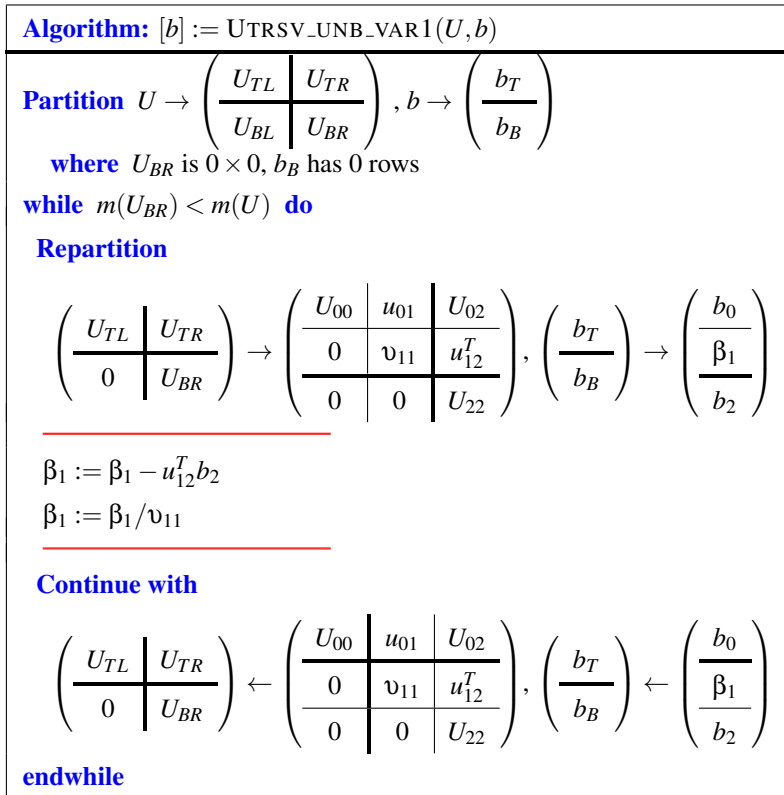 Algorithm: [b] := UTRSV_UNB_VAR1(U,b)
Partition U → ( U_TL | U_TR ; U_BL | U_BR ) , b → ( b_T ; b_B )
where U_BR is 0 × 0, b_B has 0 rows
while m(U_BR) < m(U) do
Repartition
( U_TL | U_TR ; 0 | U_BR ) → ( U_00 | u_01 | U_02 ; 0 | υ_11 | u_12^T ; 0 | 0 | U_22 ) , ( b_T ; b_B ) → ( b_0 ; β_1 ; b_2 )
β_1 := β_1 − u_12^T b_2
β_1 := β_1/υ_11
Continue with
( U_TL | U_TR ; 0 | U_BR ) ← ( U_00 | u_01 | U_02 ; 0 | υ_11 | u_12^T ; 0 | 0 | U_22 ) , ( b_T ; b_B ) ← ( b_0 ; β_1 ; b_2 )
endwhile